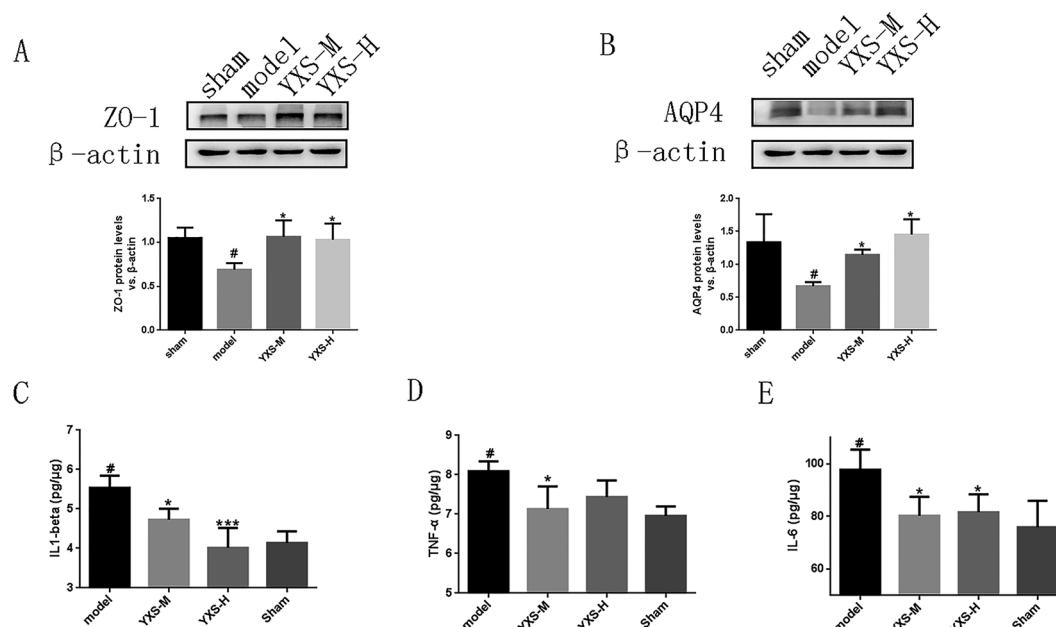 A
sham
model
YXS-M
YXS-H
ZO-1
β-actin
ZO-1 protein levels
vs. β-actin
1.5
1.0
0.5
0.0
#
*
*
sham
model
YXS-M
YXS-H
B
sham
model
YXS-M
YXS-H
AQP4
β-actin
AQP4 protein levels
vs. β-actin
2.0
1.5
1.0
0.5
0.0
#
*
*
sham
model
YXS-M
YXS-H
C
IL1-beta (pg/μg)
7
6
5
4
3
#
*
***
model
YXS-M
YXS-H
Sham
D
TNF-α (pg/μg)
9
8
7
6
5
#
*
model
YXS-M
YXS-H
Sham
E
IL-6 (pg/μg)
100
80
60
#
*
*
model
YXS-M
YXS-H
Sham